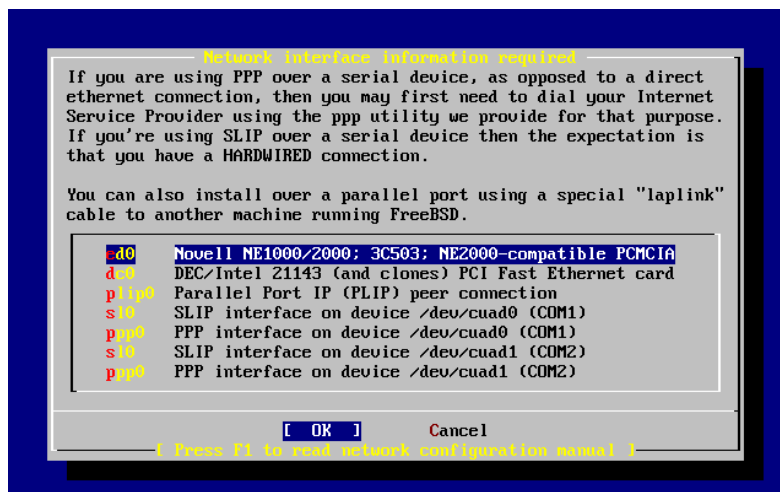 Network interface information required
If you are using PPP over a serial device, as opposed to a direct
ethernet connection, then you may first need to dial your Internet
Service Provider using the ppp utility we provide for that purpose.
If you're using SLIP over a serial device then the expectation is
that you have a HARDWIRED connection.
You can also install over a parallel port using a special "laplink"
cable to another machine running FreeBSD.
ed0 Novell NE1000/2000; 3C503; NE2000-compatible PCMCIA
dc0 DEC/Intel 21143 (and clones) PCI Fast Ethernet card
plip0 Parallel Port IP (PLIP) peer connection
sl0 SLIP interface on device /dev/cuad0 (COM1)
ppp0 PPP interface on device /dev/cuad0 (COM1)
sl0 SLIP interface on device /dev/cuad1 (COM2)
ppp0 PPP interface on device /dev/cuad1 (COM2)
[ OK ] Cancel
[ Press F1 to read network configuration manual ]